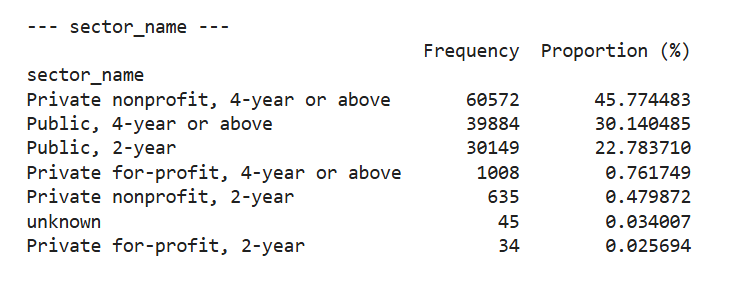 --- sector_name ---
Frequency Proportion (%)
sector_name
Private nonprofit, 4-year or above 60572 45.774483
Public, 4-year or above 39884 30.140485
Public, 2-year 30149 22.783710
Private for-profit, 4-year or above 1008 0.761749
Private nonprofit, 2-year 635 0.479872
unknown 45 0.034007
Private for-profit, 2-year 34 0.025694